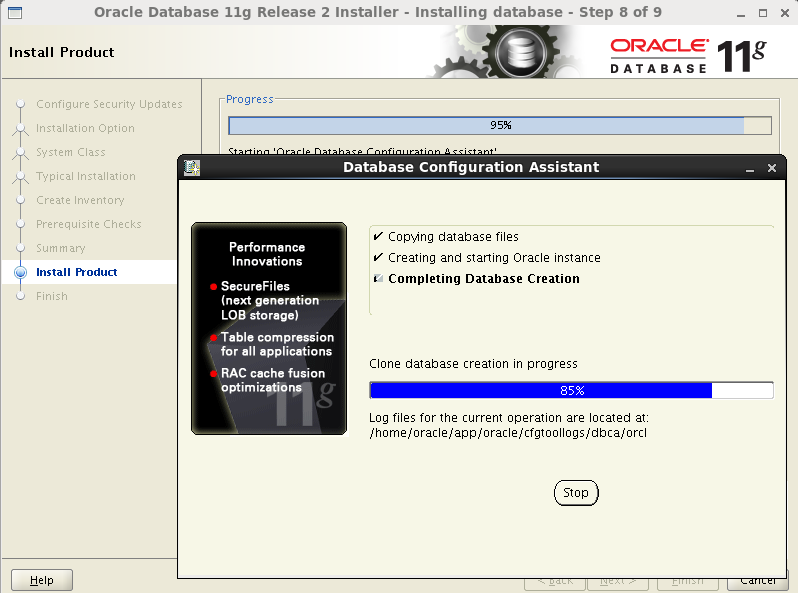 Oracle Database 11g Release 2 Installer - Installing database - Step 8 of 9
Install Product
ORACLE
DATABASE 11g
Configure Security Updates
Installation Option
System Class
Typical Installation
Create Inventory
Prerequisite Checks
Summary
Install Product
Finish
Progress
95%
Starting 'Oracle Database Configuration Assistant'
Database Configuration Assistant
Performance
Innovations
SecureFiles
(next generation
LOB storage)
Table compression
for all applications
RAC cache fusion
optimizations
11g
Copying database files
Creating and starting Oracle instance
Completing Database Creation
Clone database creation in progress
85%
Log files for the current operation are located at:
/home/oracle/app/oracle/cfgtoollogs/dbca/orcl
Stop
Help
< Back
Next >
Finish
Cancel